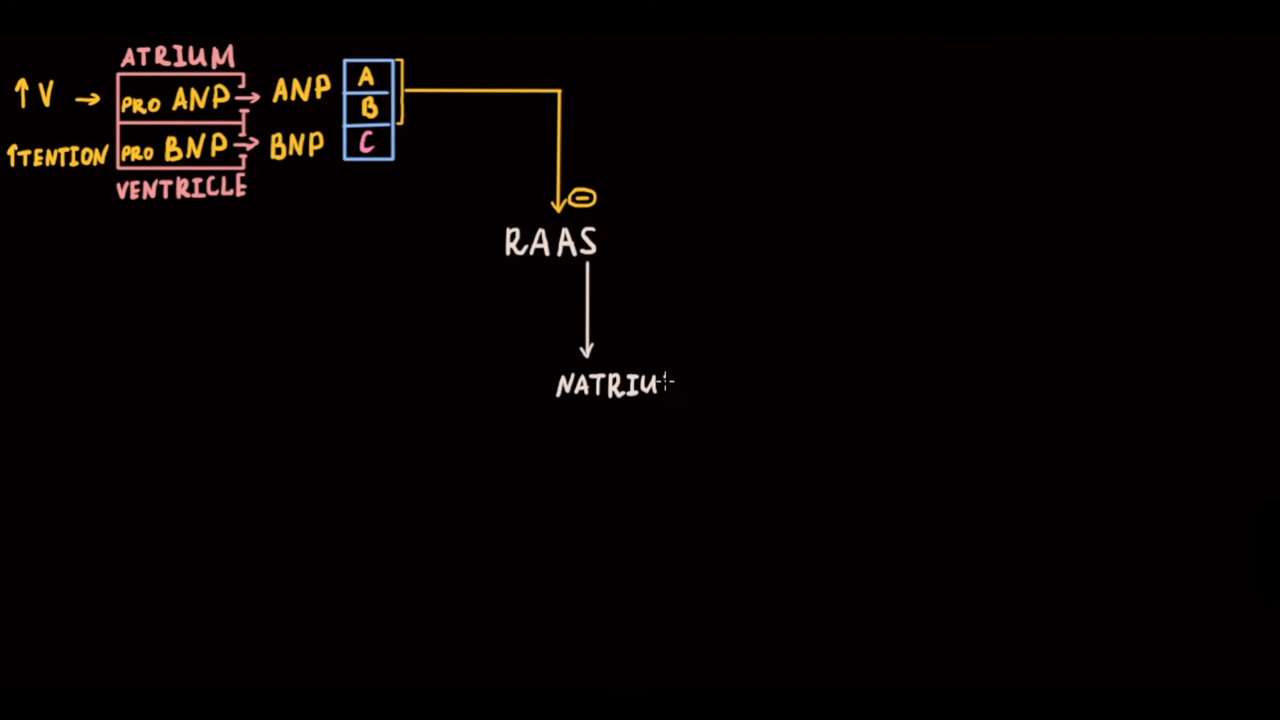 ATRIUM
↑ V → PRO ANP → ANP A
B
↑TENTION PRO BNP → BNP C
VENTRICLE
⊖
RAAS
NATRIU